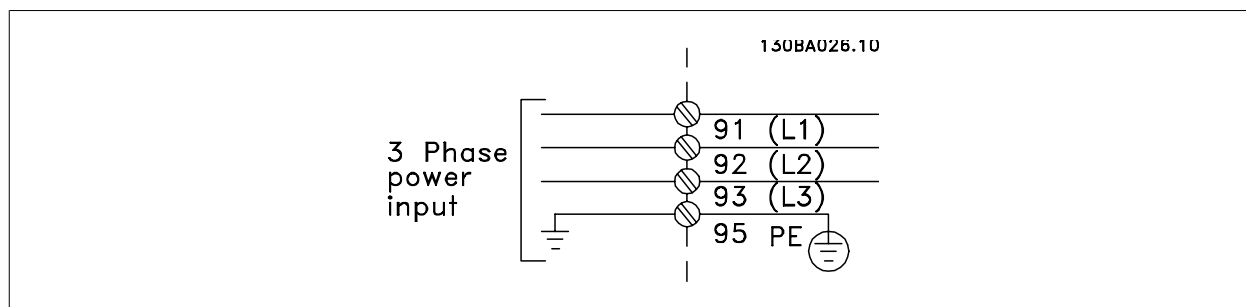 130BA026.10
91 (L1)
3 Phase
power
input
92 (L2)
93 (L3)
95 PE